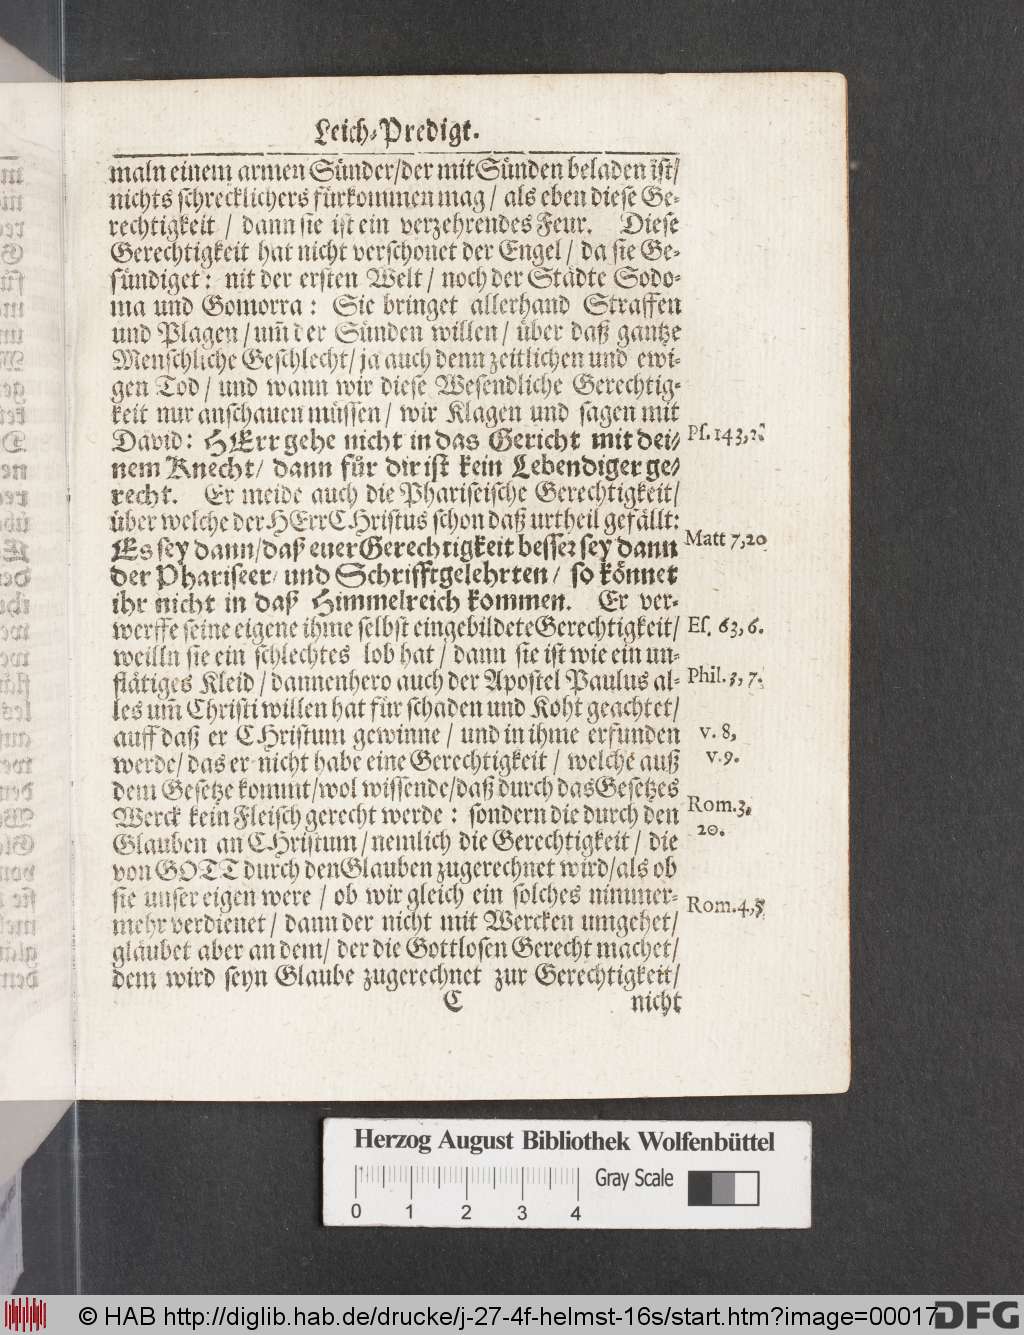 Leich-Predigt.
maln einem armen Sünder/der mit Sünden beladen ist/
nichts schrecklichers fürkommen mag/ als eben diese Ge-
rechtigkeit / dann sie ist ein verzehrendes Feur. Diese
Gerechtigkeit hat nicht verschonet der Engel/ da sie Ge-
sündiget: nit der ersten Welt/ noch der Städte Sodo-
ma und Gomorra: Sie bringet allerhand Straffen
und Plagen/um̃ der Sünden willen/ über daß gantze
Menschliche Geschlecht/ ja auch denn zeitlichen und ewi-
gen Tod/ und wann wir diese Wesendliche Gerechtig-
keit nur anschauen müssen/ wir Klagen und sagen mit
David: HErr gehe nicht in das Gericht mit dei- Ps. 143,2.
nem Knecht/ dann für dir ist kein Lebendiger ge-
recht. Er meide auch die Phariseische Gerechtigkeit/
über welche der HErr CHristus schon daß urtheil gefällt:
Es sey dann/daß euer Gerechtigkeit besser sey dann Matt 7,20
der Phariseer/ und Schrifftgelehrten/ so könnet
ihr nicht in daß Himmelreich kommen. Er ver-
werffe seine eigene ihme selbst eingebildete Gerechtigkeit/ Es. 63,6.
weilln sie ein schlechtes lob hat/ dann sie ist wie ein un-
flätiges Kleid/ dannenhero auch der Apostel Paulus al- Phil. 3, 7.
les um̃ Christi willen hat für schaden und Koht geachtet/
auff daß er CHristum gewinne/ und in ihme erfunden v. 8,
werde/ das er nicht habe eine Gerechtigkeit/ welche auß v.9.
dem Gesetze kommt/wol wissende/daß durch das Gesetzes
Werck kein Fleisch gerecht werde: sondern die durch den Rom.3.
Glauben an CHristum/ nemlich die Gerechtigkeit/ die 20.
von GOTT durch den Glauben zugerechnet wird/als ob
sie unser eigen were/ ob wir gleich ein solches nimmer- Rom.4,5
mehr verdienet/ dann der nicht mit Wercken umgehet/
gläubet aber an dem/ der die Gottlosen Gerecht machet/
dem wird seyn Glaube zugerechnet zur Gerechtigkeit/
C nicht
Herzog August Bibliothek Wolfenbüttel
Gray Scale
0 1 2 3 4
© HAB http://diglib.hab.de/drucke/j-27-4f-helmst-16s/start.htm?image=00017
DFG